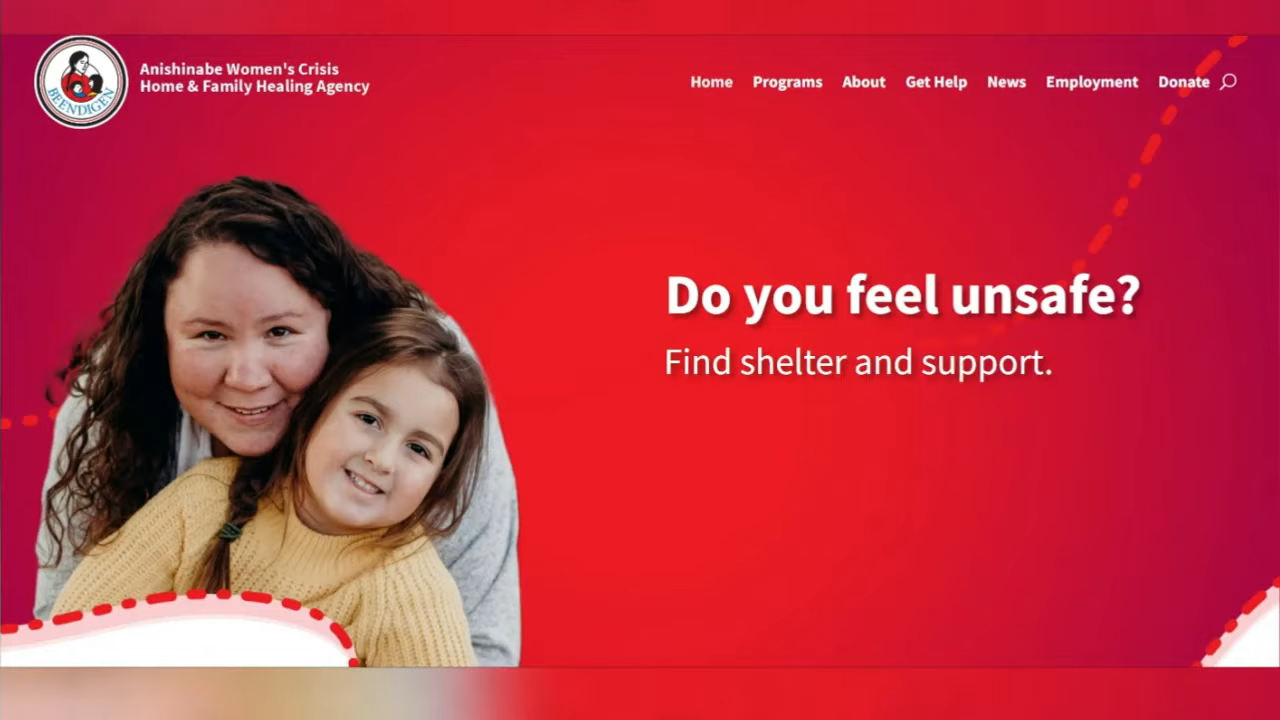 Anishinabe Women's Crisis
Home & Family Healing Agency
BEENDIGEN
Home Programs About Get Help News Employment Donate
Do you feel unsafe?
Find shelter and support.